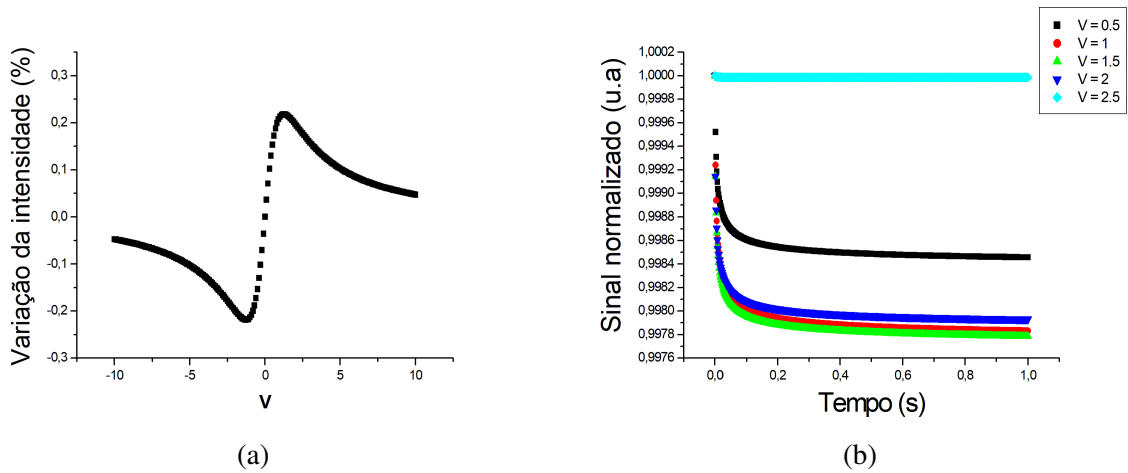 Variação da intensidade (%)
0,3
0,2
0,1
0,0
-0,1
-0,2
-0,3
-10
-5
0
5
10
V
(a)
V = 0.5
V = 1
V = 1.5
V = 2
V = 2.5
Sinal normalizado (u.a)
1,0002
1,0000
0,9998
0,9996
0,9994
0,9992
0,9990
0,9988
0,9986
0,9984
0,9982
0,9980
0,9978
0,9976
0,0
0,2
0,4
0,6
0,8
1,0
Tempo (s)
(b)